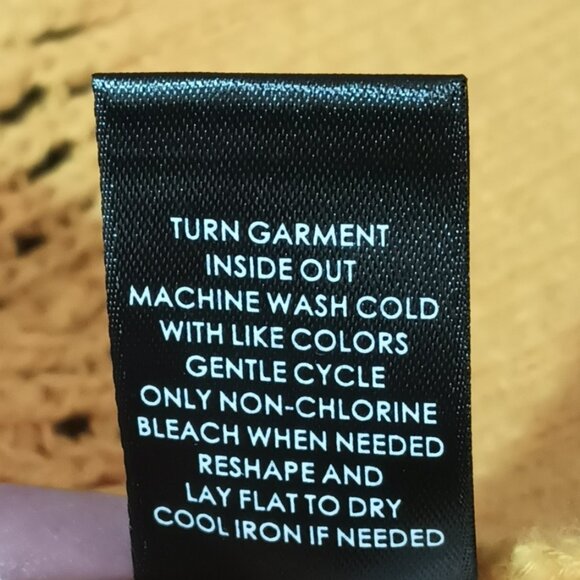 TURN GARMENT
INSIDE OUT
MACHINE WASH COLD
WITH LIKE COLORS
GENTLE CYCLE
ONLY NON-CHLORINE
BLEACH WHEN NEEDED
RESHAPE AND
LAY FLAT TO DRY
COOL IRON IF NEEDED